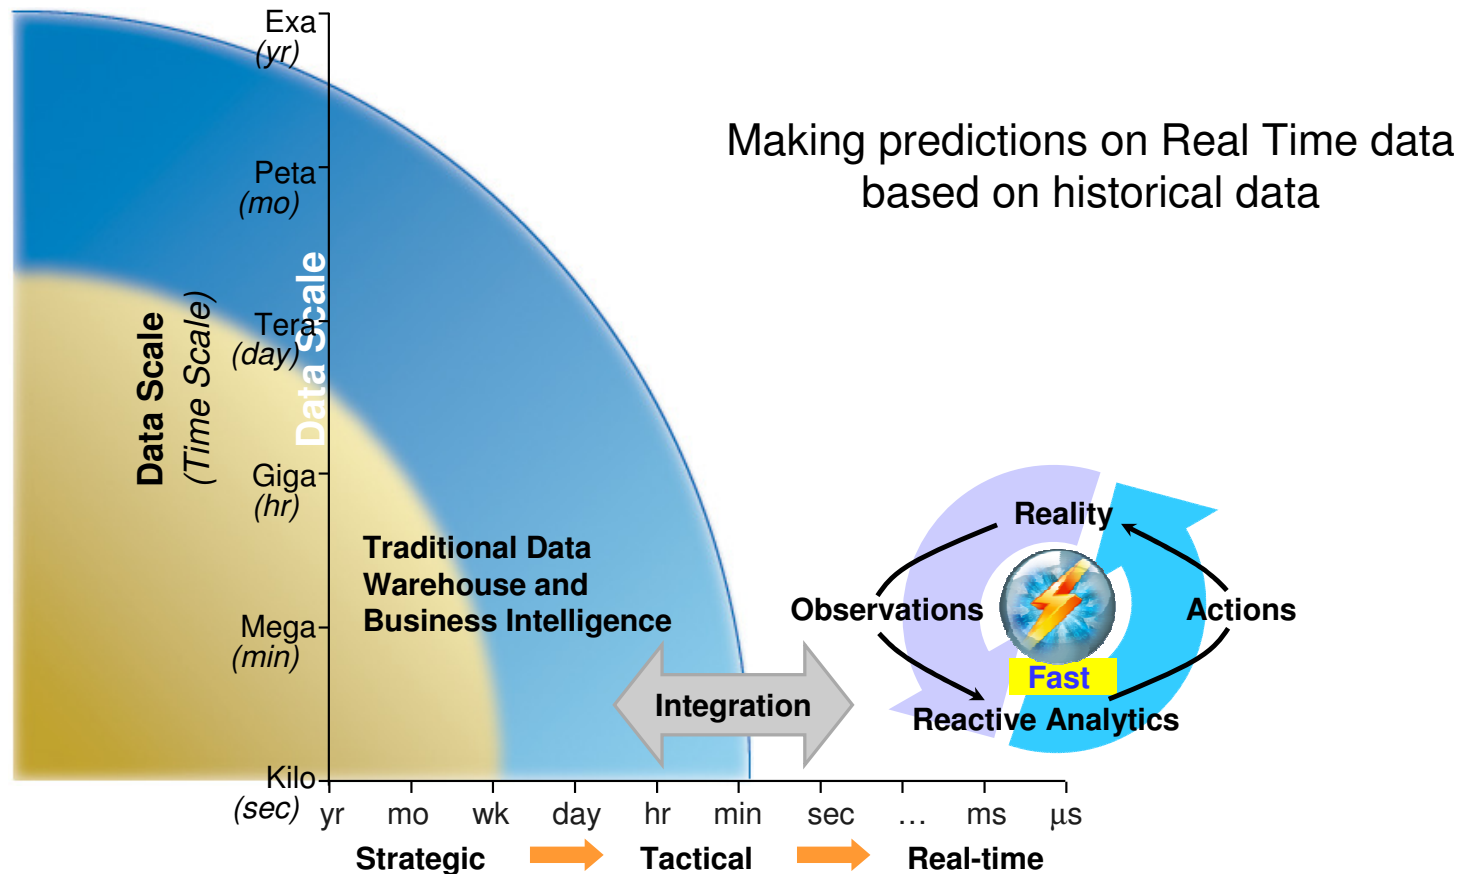 Making predictions on Real Time data
based on historical data
Exa
(yr)
Peta
(mo)
Tera
(day)
Giga
(hr)
Mega
(min)
Kilo
(sec)
Data Scale
(Time Scale)
Data Scale
Traditional Data
Warehouse and
Business Intelligence
Integration
Reality
Observations
Actions
Fast
Reactive Analytics
yr mo wk day hr min sec ... ms μs
Strategic Tactical Real-time